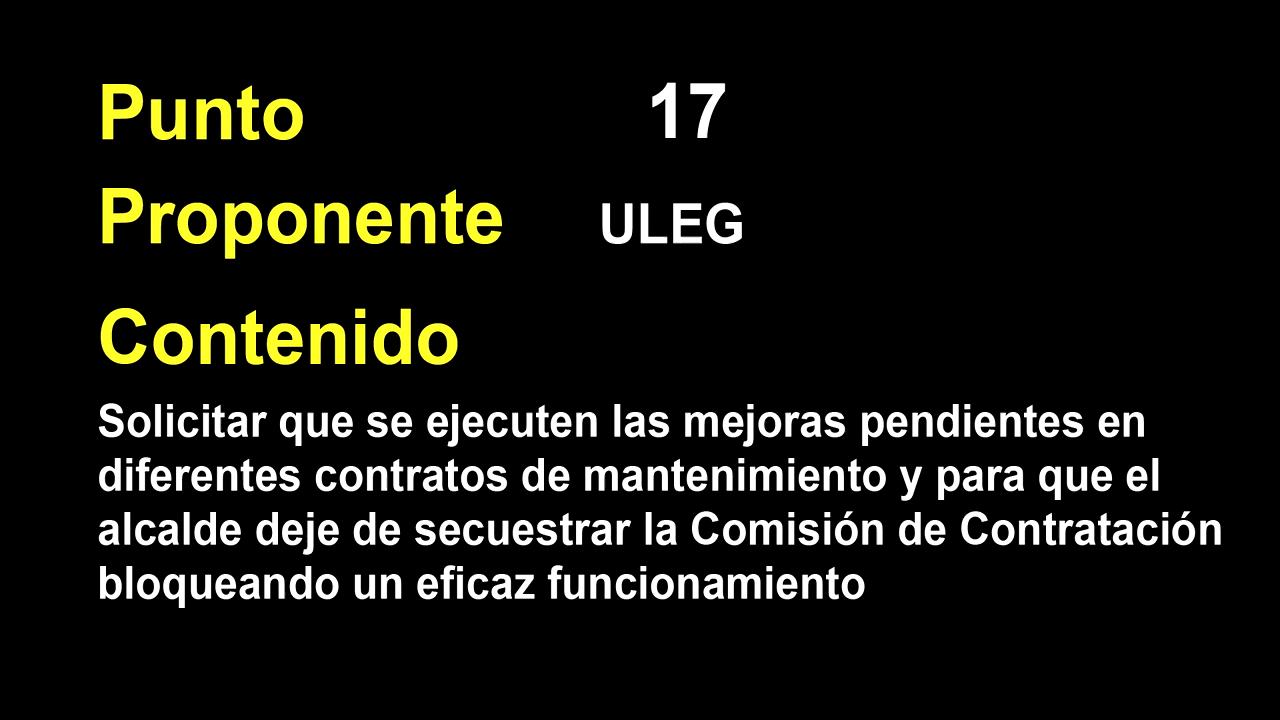 Punto 17
Proponente ULEG
Contenido
Solicitar que se ejecuten las mejoras pendientes en
diferentes contratos de mantenimiento y para que el
alcalde deje de secuestrar la Comisión de Contratación
bloqueando un eficaz funcionamiento